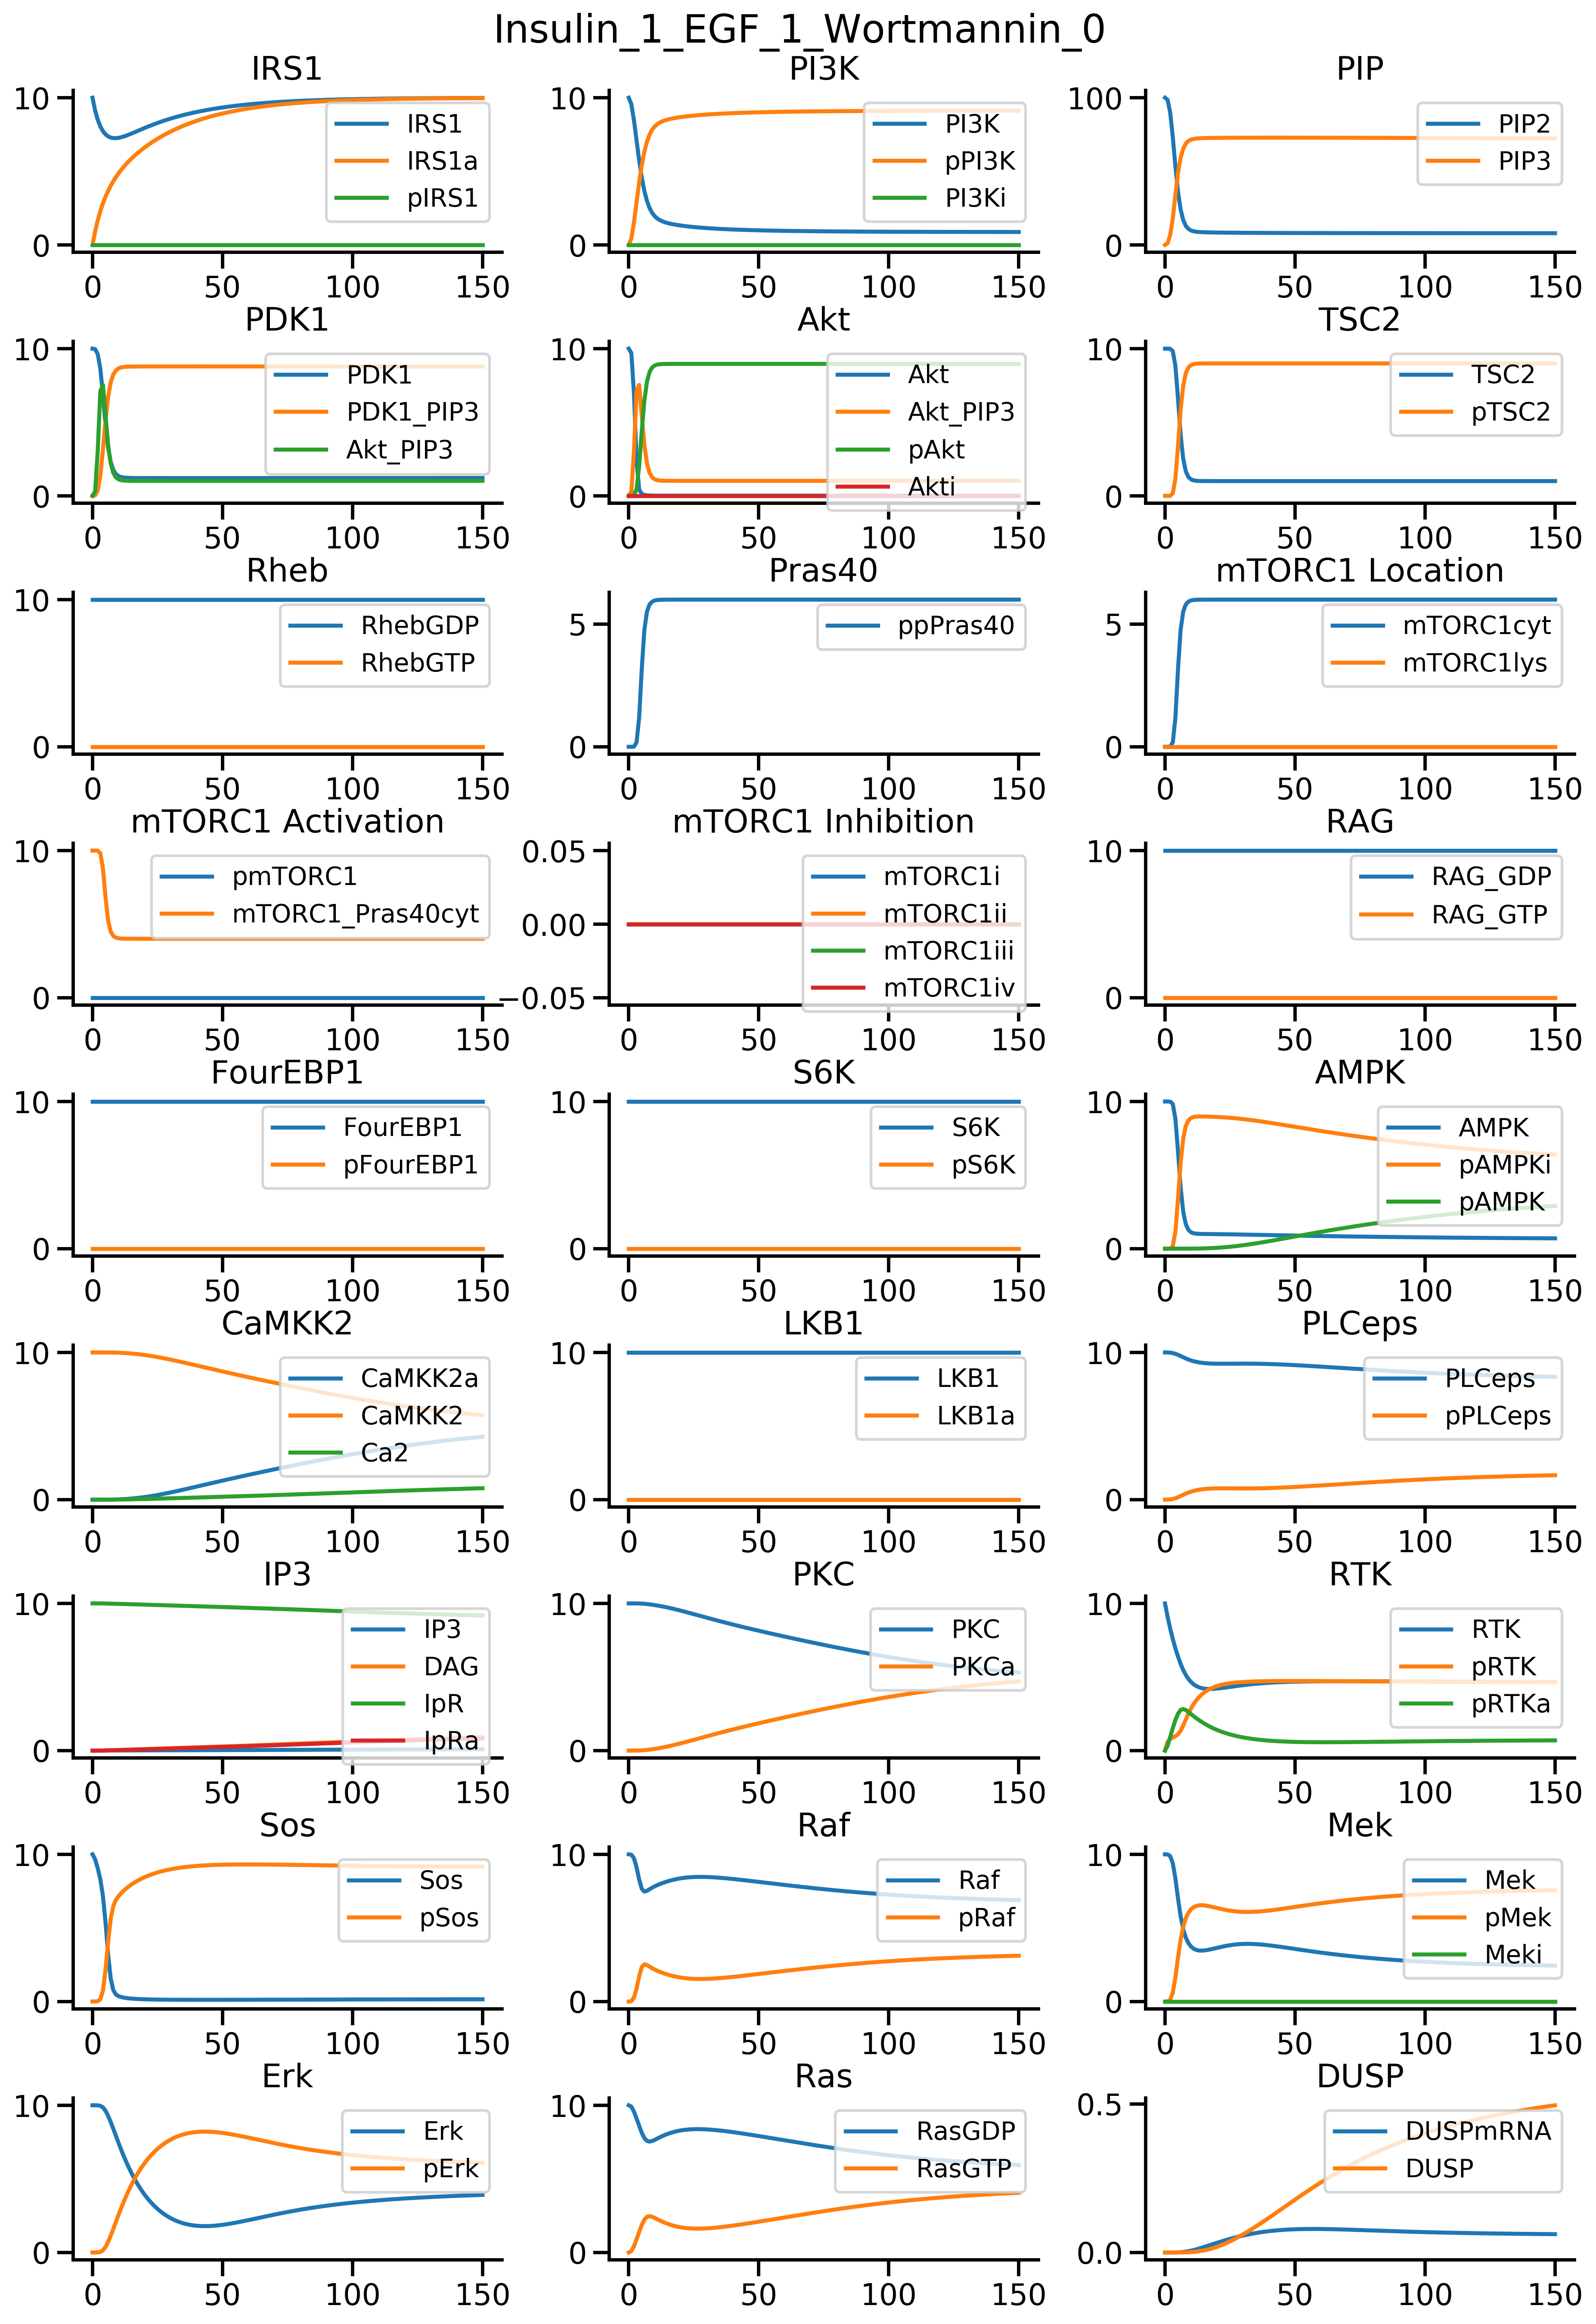 Insulin_1_EGF_1_Wortmannin_0
IRS1
10
0
0
50
100
150
IRS1
IRS1a
pIRS1
PI3K
10
0
0
50
100
150
PI3K
pPI3K
PI3Ki
PIP
100
0
0
50
100
150
PIP2
PIP3
PDK1
10
0
0
50
100
150
PDK1
PDK1_PIP3
Akt_PIP3
Akt
10
0
0
50
100
150
Akt
Akt_PIP3
pAkt
Akti
TSC2
10
0
0
50
100
150
TSC2
pTSC2
Rheb
10
0
0
50
100
150
RhebGDP
RhebGTP
Pras40
5
0
0
50
100
150
ppPras40
mTORC1 Location
5
0
0
50
100
150
mTORC1cyt
mTORC1lys
mTORC1 Activation
10
0
0
50
100
150
pmTORC1
mTORC1_Pras40cyt
mTORC1 Inhibition
0.05
0.00
−0.05
0
50
100
150
mTORC1i
mTORC1ii
mTORC1iii
mTORC1iv
RAG
10
0
0
50
100
150
RAG_GDP
RAG_GTP
FourEBP1
10
0
0
50
100
150
FourEBP1
pFourEBP1
S6K
10
0
0
50
100
150
S6K
pS6K
AMPK
10
0
0
50
100
150
AMPK
pAMPKi
pAMPK
CaMKK2
10
0
0
50
100
150
CaMKK2a
CaMKK2
Ca2
LKB1
10
0
0
50
100
150
LKB1
LKB1a
PLCeps
10
0
0
50
100
150
PLCeps
pPLCeps
IP3
10
0
0
50
100
150
IP3
DAG
IpR
IpRa
PKC
10
0
0
50
100
150
PKC
PKCa
RTK
10
0
0
50
100
150
RTK
pRTK
pRTKa
Sos
10
0
0
50
100
150
Sos
pSos
Raf
10
0
0
50
100
150
Raf
pRaf
Mek
10
0
0
50
100
150
Mek
pMek
Meki
Erk
10
0
0
50
100
150
Erk
pErk
Ras
10
0
0
50
100
150
RasGDP
RasGTP
DUSP
0.5
0.0
0
50
100
150
DUSPmRNA
DUSP